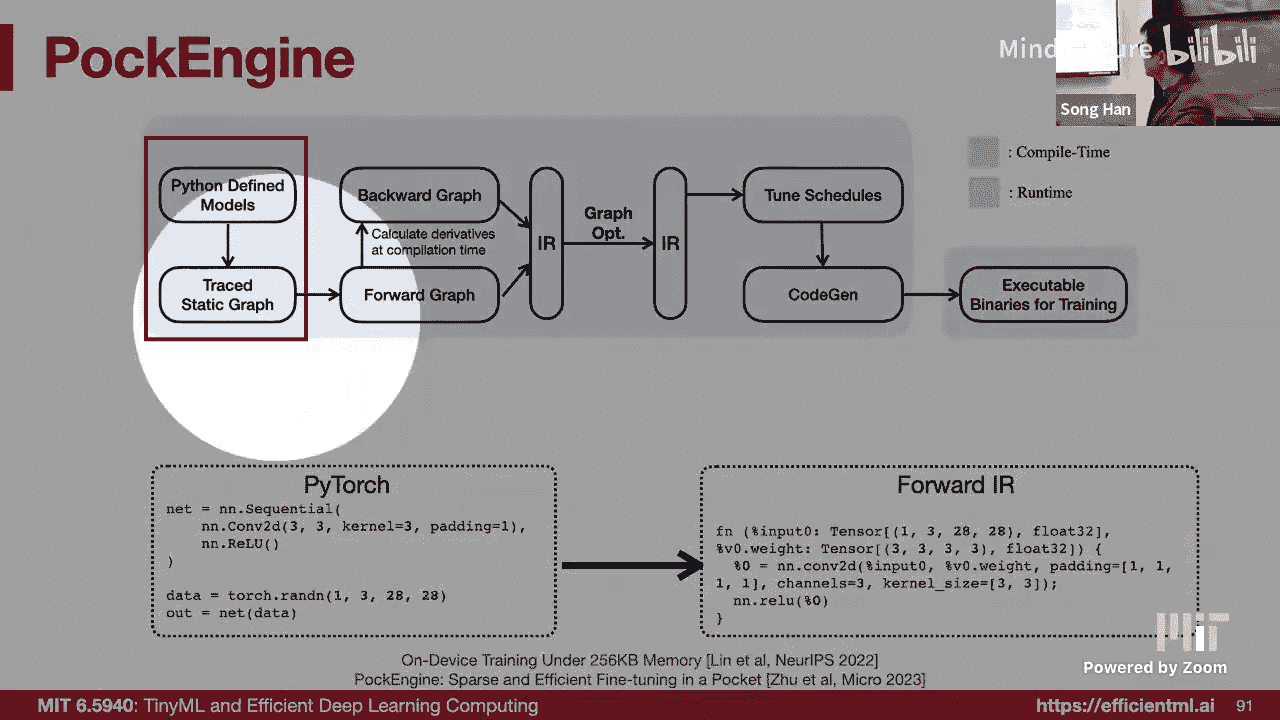 PockEngine
bilibili
Song Han
Python Defined
Models
Traced
Static Graph
Backward Graph
Calculate derivatives
at compilation time
Forward Graph
IR
Graph
Opt.
IR
Tune Schedules
CodeGen
Executable
Binaries for Training
: Compile-Time
: Runtime
PyTorch
net = nn.Sequential(
nn.Conv2d(3, 3, kernel=3, padding=1),
nn.ReLU()
)
data = torch.randn(1, 3, 28, 28)
out = net(data)
Forward IR
fn (%input0: Tensor[(1, 3, 28, 28), float32],
%v0.weight: Tensor[(3, 3, 3, 3), float32]) {
%0 = nn.conv2d(%input0, %v0.weight, padding=[1, 1,
1, 1], channels=3, kernel_size=[3, 3]);
nn.relu(%0)
}
MIT
Powered by Zoom
On-Device Training Under 256KB Memory [Lin et al, NeurIPS 2022]
PockEngine: Sparse and Efficient Fine-tuning in a Pocket [Zhu et al, Micro 2023]
MIT 6.5940: TinyML and Efficient Deep Learning Computing
https://efficientml.ai
91